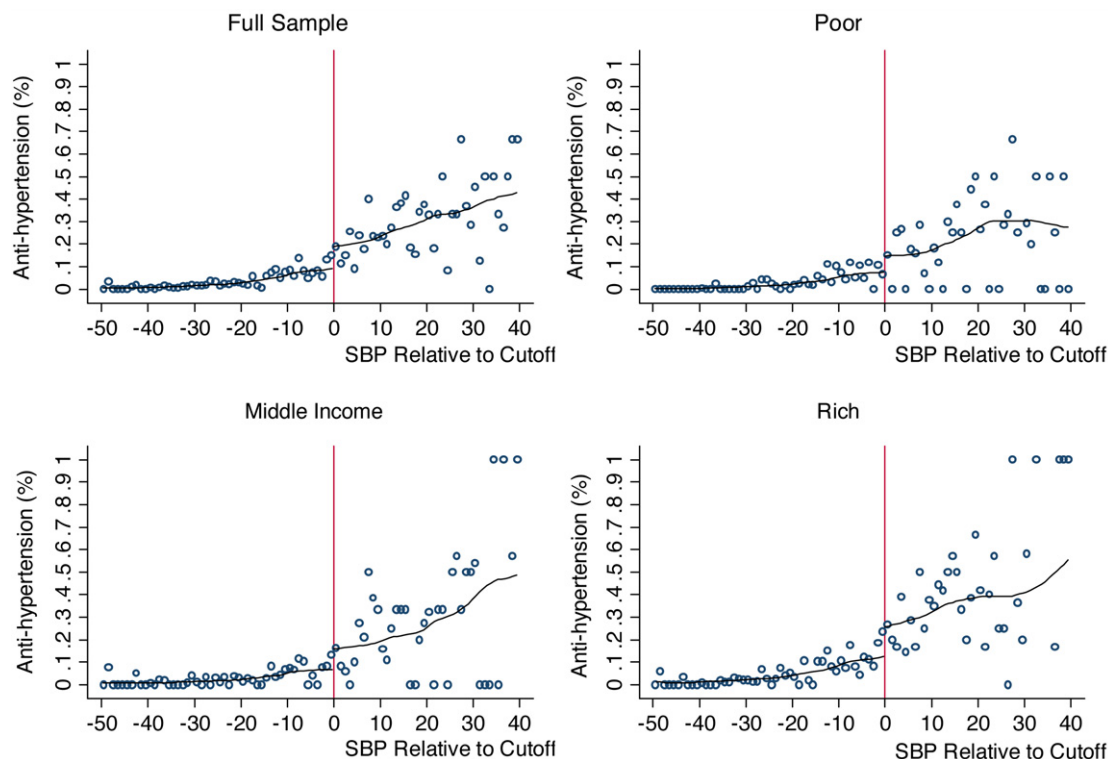 Full Sample
Anti-hypertension (%)
0 .1 .2 .3 .4 .5 .6 .7 .8 .9 1
-50 -40 -30 -20 -10 0 10 20 30 40
SBP Relative to Cutoff
Poor
Anti-hypertension (%)
0 .1 .2 .3 .4 .5 .6 .7 .8 .9 1
-50 -40 -30 -20 -10 0 10 20 30 40
SBP Relative to Cutoff
Middle Income
Anti-hypertension (%)
0 .1 .2 .3 .4 .5 .6 .7 .8 .9 1
-50 -40 -30 -20 -10 0 10 20 30 40
SBP Relative to Cutoff
Rich
Anti-hypertension (%)
0 .1 .2 .3 .4 .5 .6 .7 .8 .9 1
-50 -40 -30 -20 -10 0 10 20 30 40
SBP Relative to Cutoff